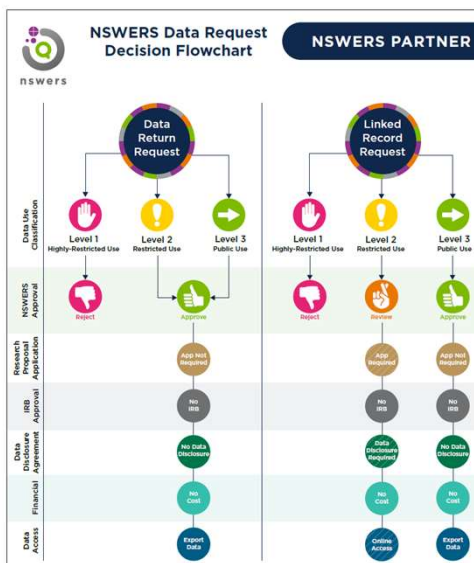 nswers
NSWERS Data Request
Decision Flowchart
NSWERS PARTNER
Data
Return
Request
Linked
Record
Request
Data Use
Classification
Level 1
Highly-Restricted Use
Level 2
Restricted Use
Level 3
Public Use
Level 1
Highly-Restricted Use
Level 2
Restricted Use
Level 3
Public Use
NSWERS
Approval
Reject
Approve
Reject
Review
Approve
Research
Proposal
Application
App Not
Required
App
Required
App Not
Required
IRB
Approval
No
IRB
No
IRB
No
IRB
Data
Disclosure
Agreement
No Data
Disclosure
Data
Disclosure
Required
No Data
Disclosure
Financial
No
Cost
No
Cost
No
Cost
Data
Access
Export
Data
Online
Access
Export
Data